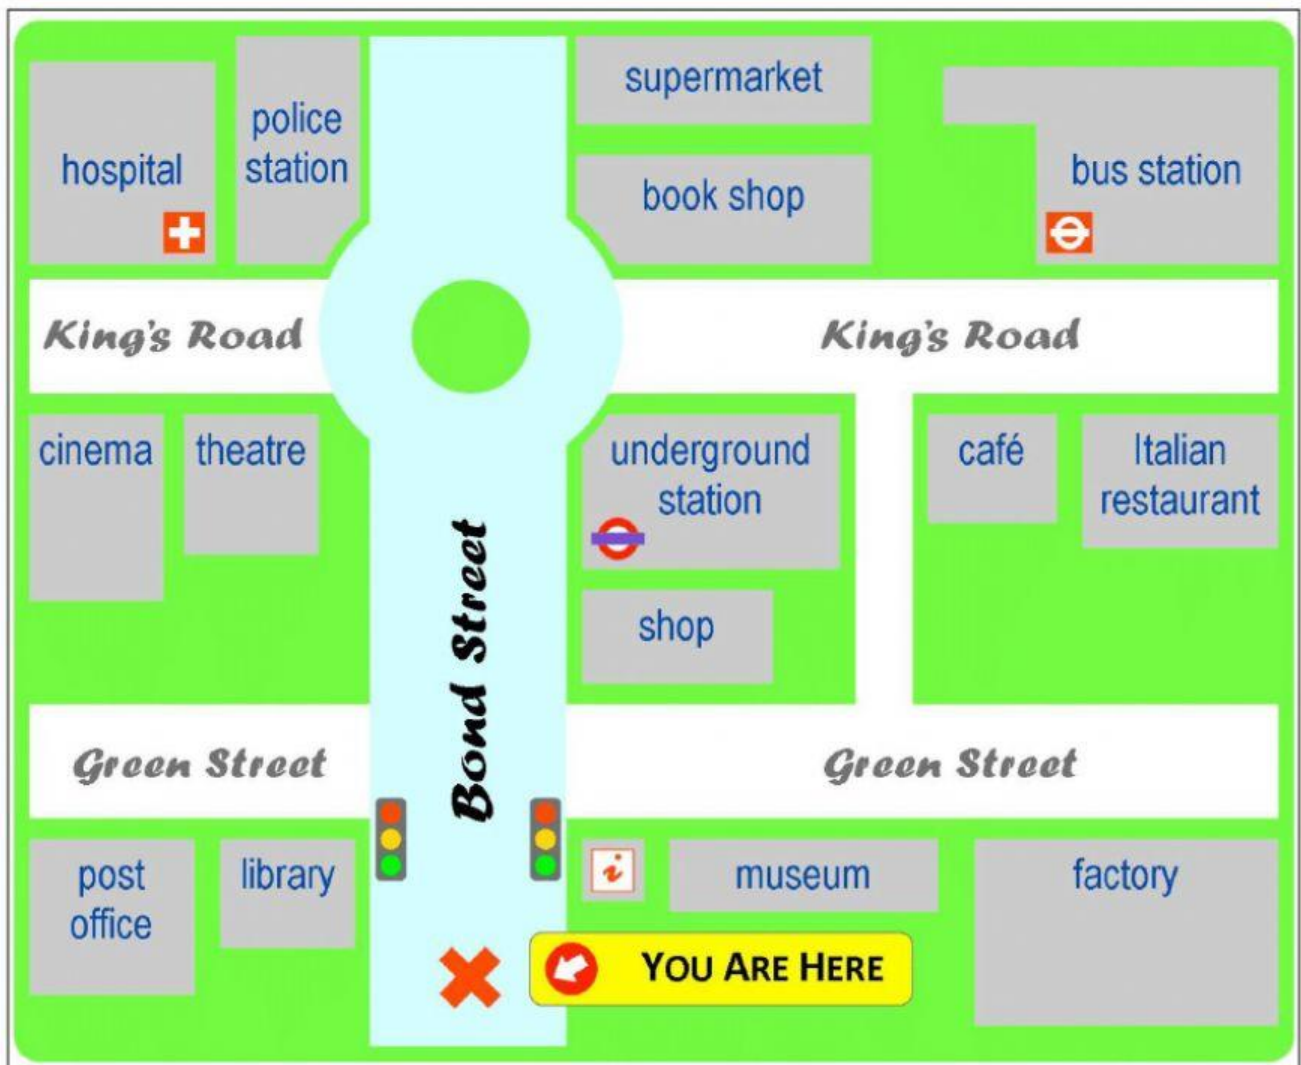 supermarket
police
station
hospital
book shop
bus station
King's Road
King's Road
cinema
theatre
underground
station
café
Italian
restaurant
Bond Street
shop
Green Street
Green Street
post
office
library
i
museum
factory
YOU ARE HERE